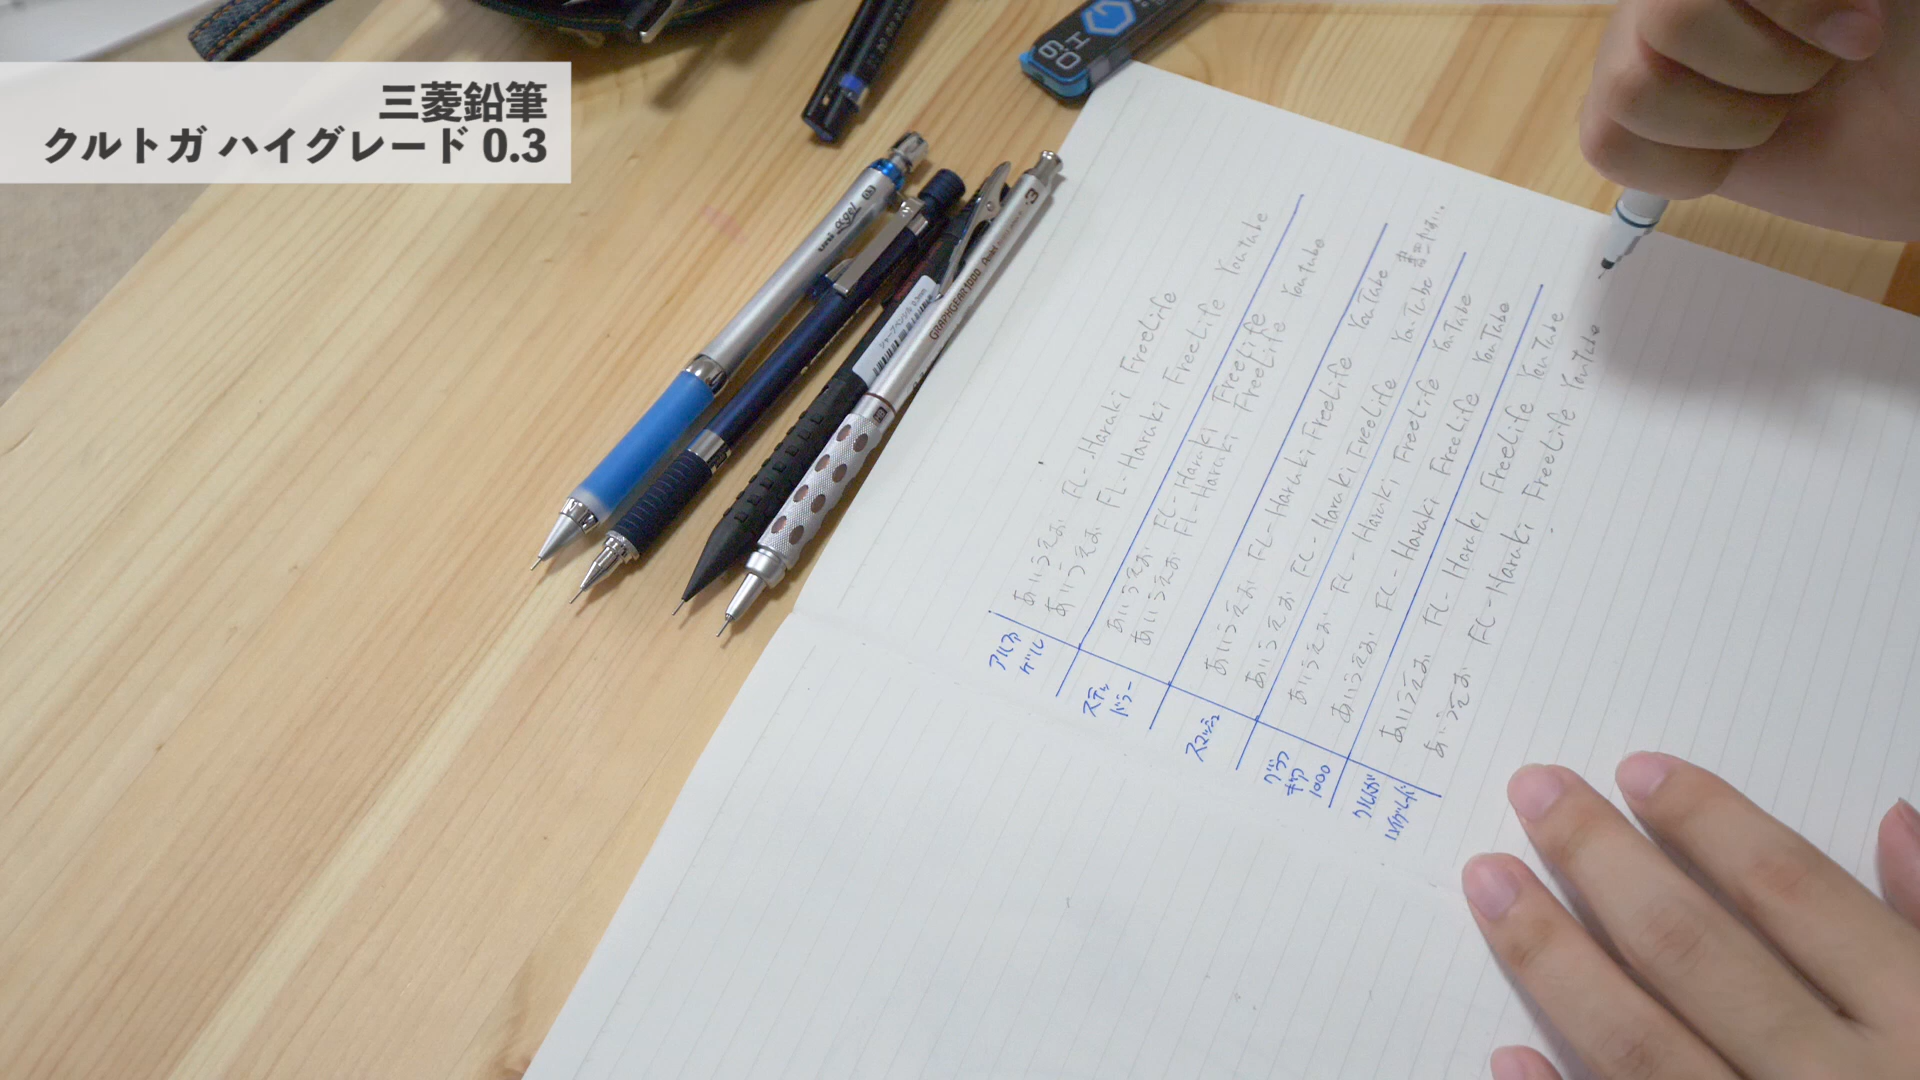 三菱鉛筆
クルトガ ハイグレード 0.3
60
H
uni αgel 0.3
GRAPHGEAR1000
アルファ
ゲル
あいうえお FL-Haruki FreeLife
あいうえお FL-Haruki FreeLife YouTube
ステッ
ドラー
あいうえお FL-Haruki FreeLife
あいうえお FL-Haruki FreeLife YouTube
スマッシュ
あいうえお FL-Haruki FreeLife YouTube
あいうえお FL-Haruki FreeLife YouTube
グラフ
ギア
1000
あいうえお FL-Haruki FreeLife YouTube
あいうえお FL-Haruki FreeLife YouTube
クルトガ
ハイグレード
あいうえお FL-Haruki FreeLife YouTube
あいうえお FL-Haruki FreeLife YouTube